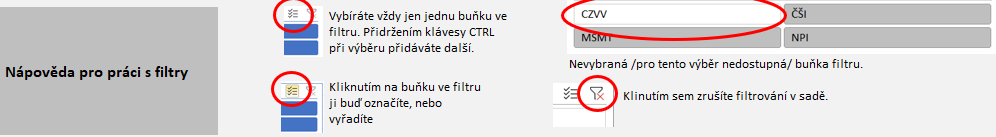 Nápověda pro práci s filtry
Vybíráte vždy jen jednu buňku ve
filtru. Přidržením klávesy CTRL
při výběru přidáváte další.
Kliknutím na buňku ve filtru
ji buď označíte, nebo
vyřadíte
CZVV
ČŠI
MŠMT
NPI
Nevybraná /pro tento výběr nedostupná/ buňka filtru.
Klinutím sem zrušíte filtrování v sadě.